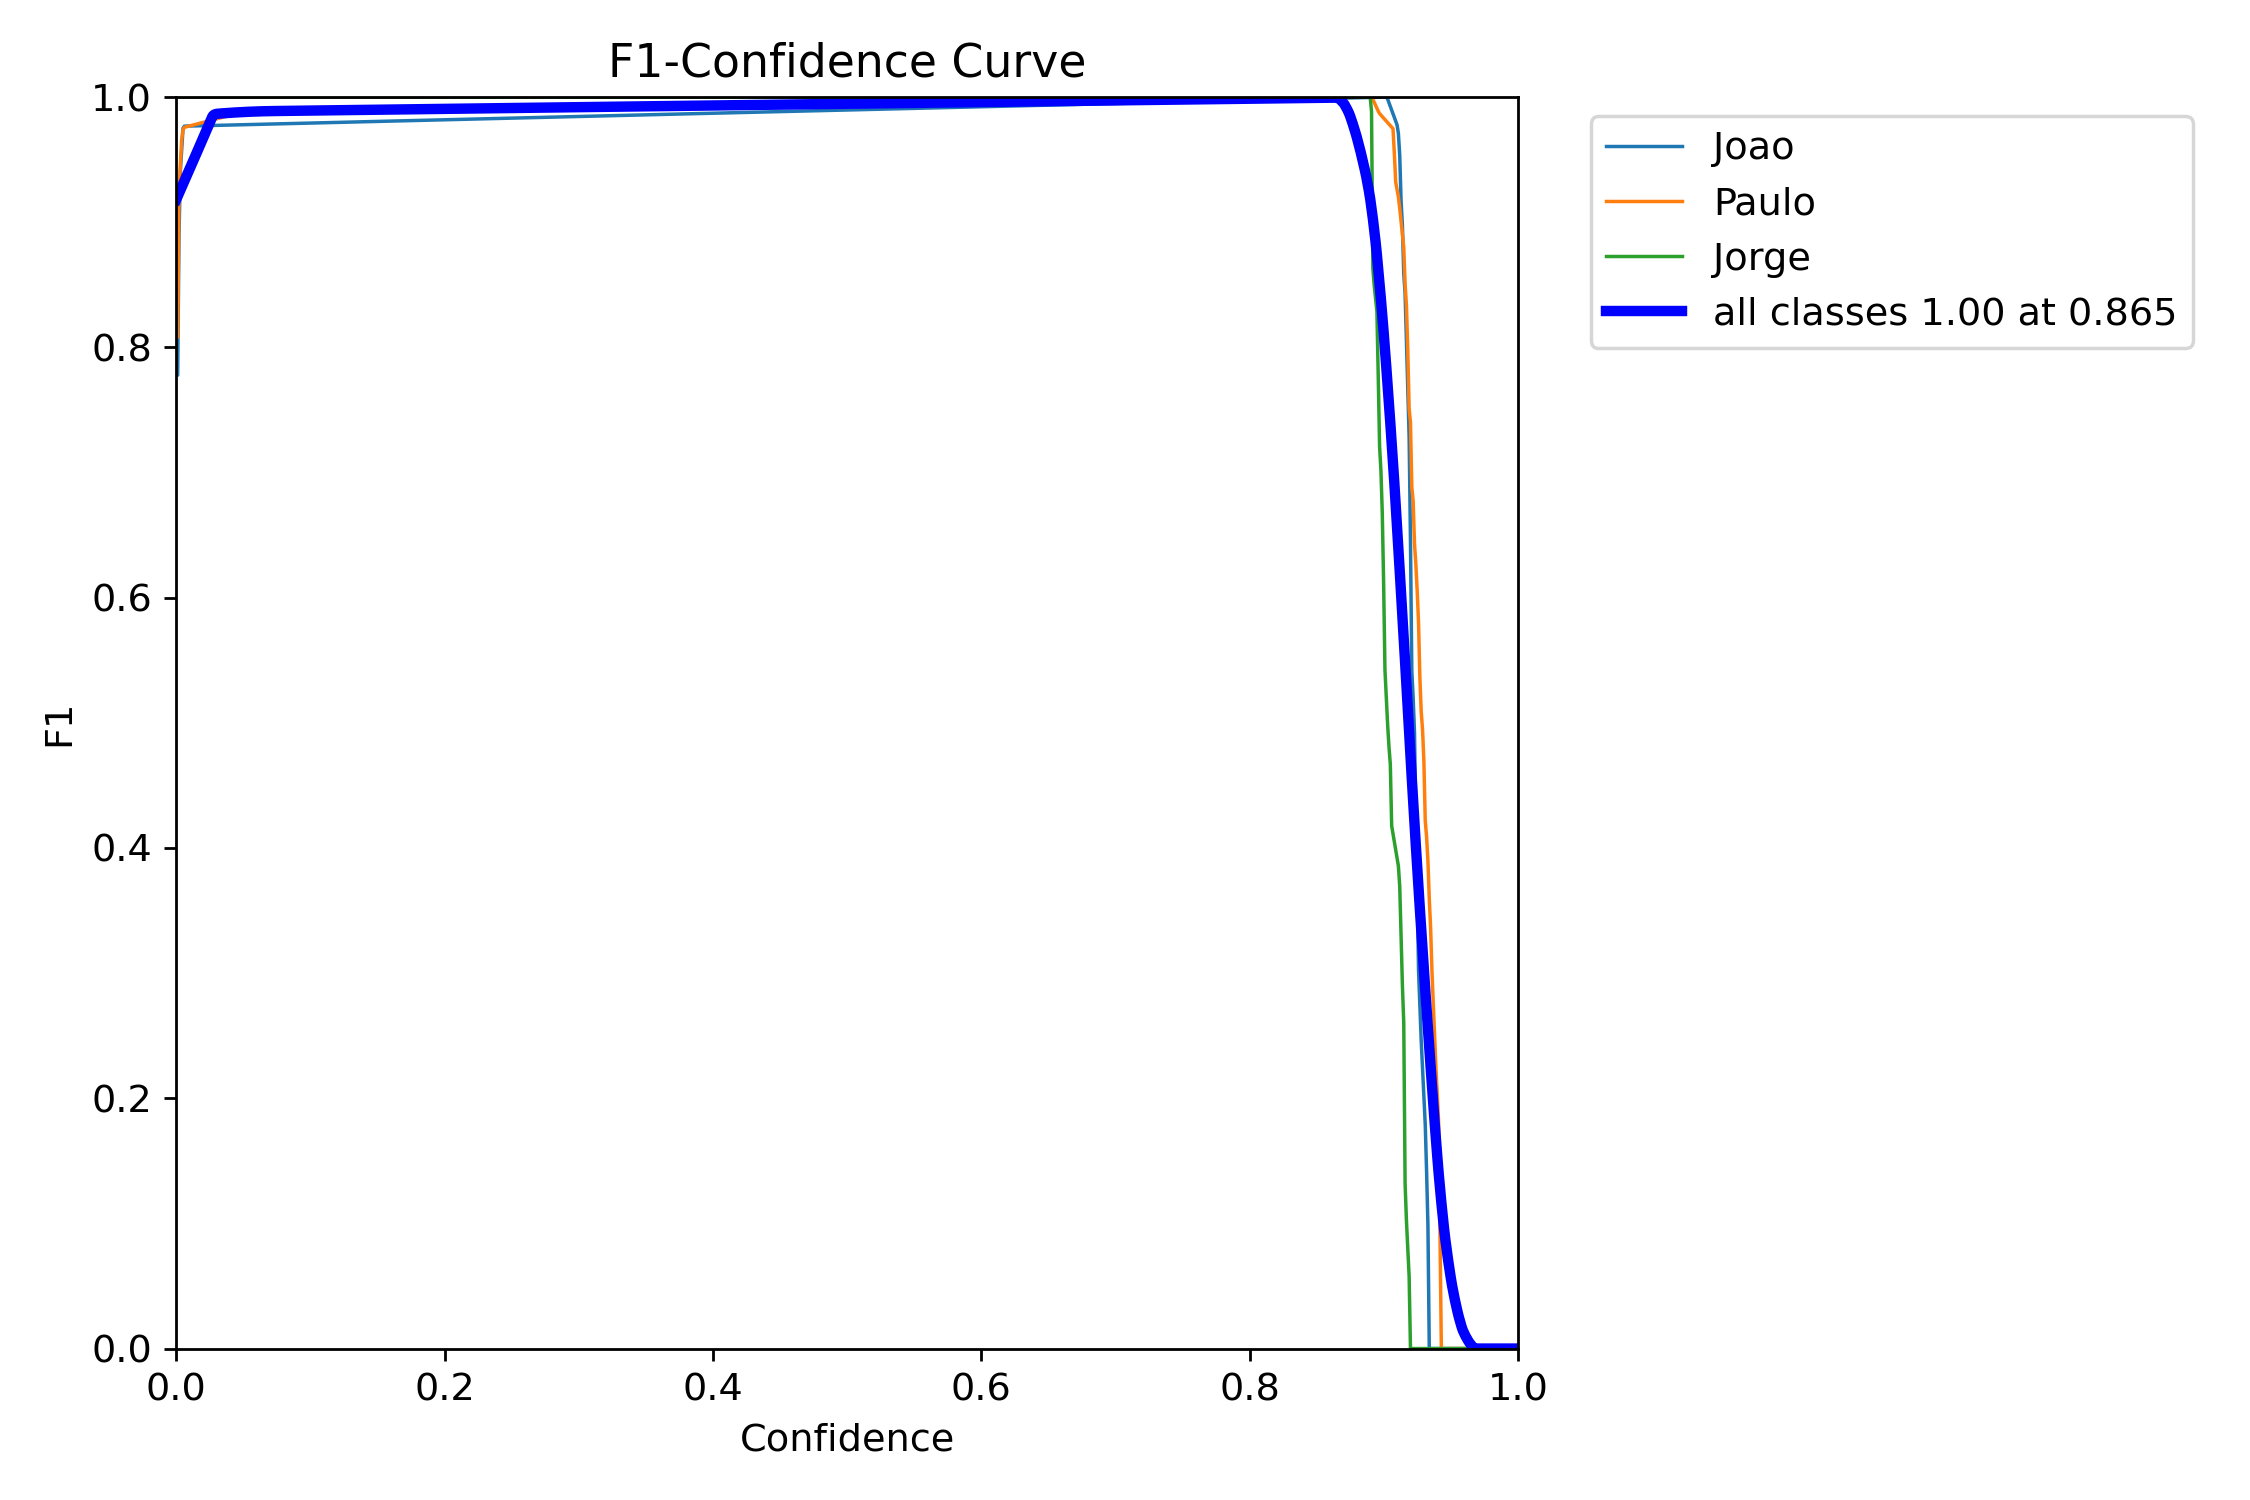 F1-Confidence Curve
1.0
0.8
0.6
0.4
0.2
0.0
F1
0.0 0.2 0.4 0.6 0.8 1.0
Confidence
Joao
Paulo
Jorge
all classes 1.00 at 0.865